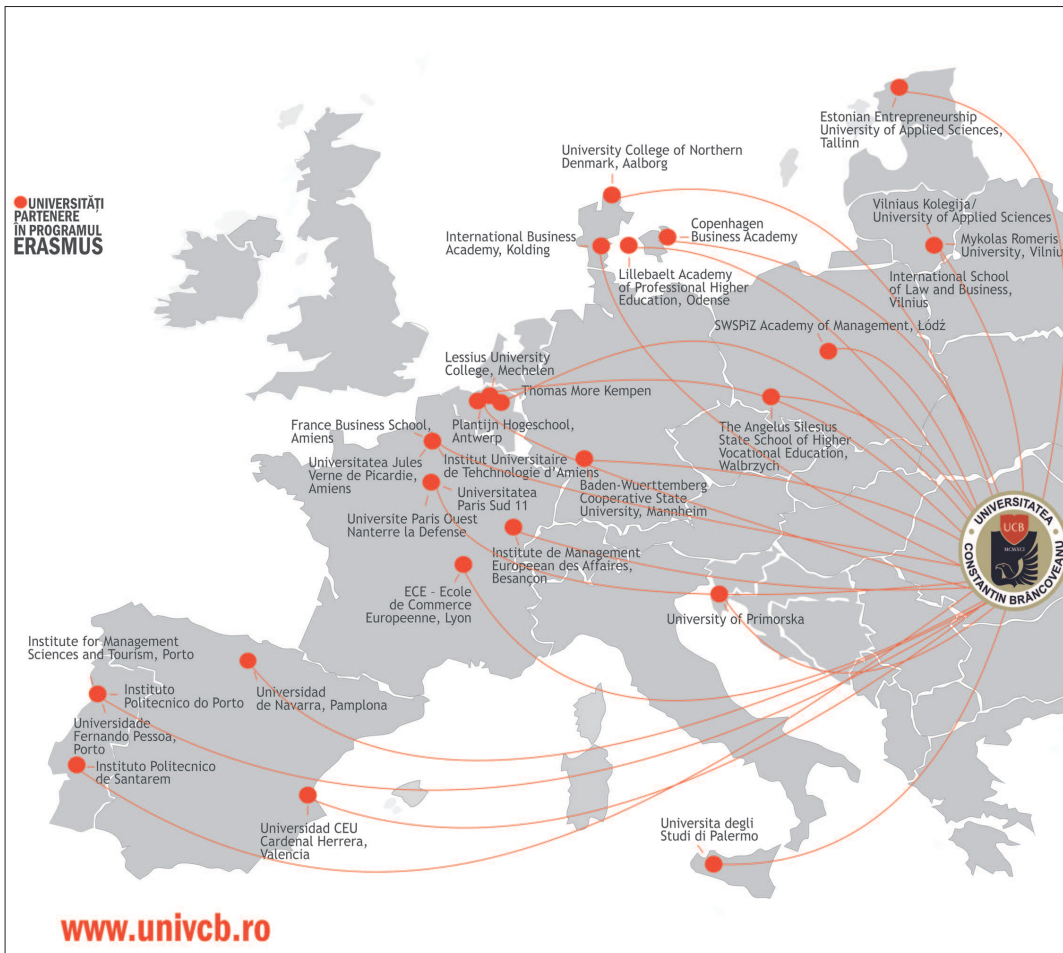 Estonian Entrepreneurship
University of Applied Sciences,
Tallinn
University College of Northern
Denmark, Aalborg
UNIVERSITĂȚI
PARTENERE
ÎN PROGRAMUL
ERASMUS
International Business
Academy, Kolding
Copenhagen
Business Academy
Lillebaelt Academy
of Professional Higher
Education, Odense
Vilniaus Kolegija/
University of Applied Sciences
Mykolas Romeris
University, Vilniu
International School
of Law and Business,
Vilnius
SWSPiZ Academy of Management, Łódź
Lessius University
College, Mechelen
Thomas More Kempen
Plantijn Hogeschool,
Antwerp
France Business School,
Amiens
Institut Universitaire
de Tehchnologie d'Amiens
Universitatea Jules
Verne de Picardie,
Amiens
Universitatea
Paris Sud 11
Universite Paris Ouest
Nanterre la Defense
The Angelus Silesius
State School of Higher
Vocational Education,
Walbrzych
Baden-Wuerttemberg
Cooperative State
University, Mannheim
Institute de Management
Europeean des Affaires,
Besançon
ECE - Ecole
de Commerce
Europeenne, Lyon
University of Primorska
UNIVERSITATEA
CONSTANTIN BRÂNCOVEANU
UCB
MCMXCI
Institute for Management
Sciences and Tourism, Porto
Instituto
Politecnico do Porto
Universidad
de Navarra, Pamplona
Universidade
Fernando Pessoa,
Porto
Instituto Politecnico
de Santarem
Universidad CEU
Cardenal Herrera,
Valencia
Universita degli
Studi di Palermo
www.univcb.ro